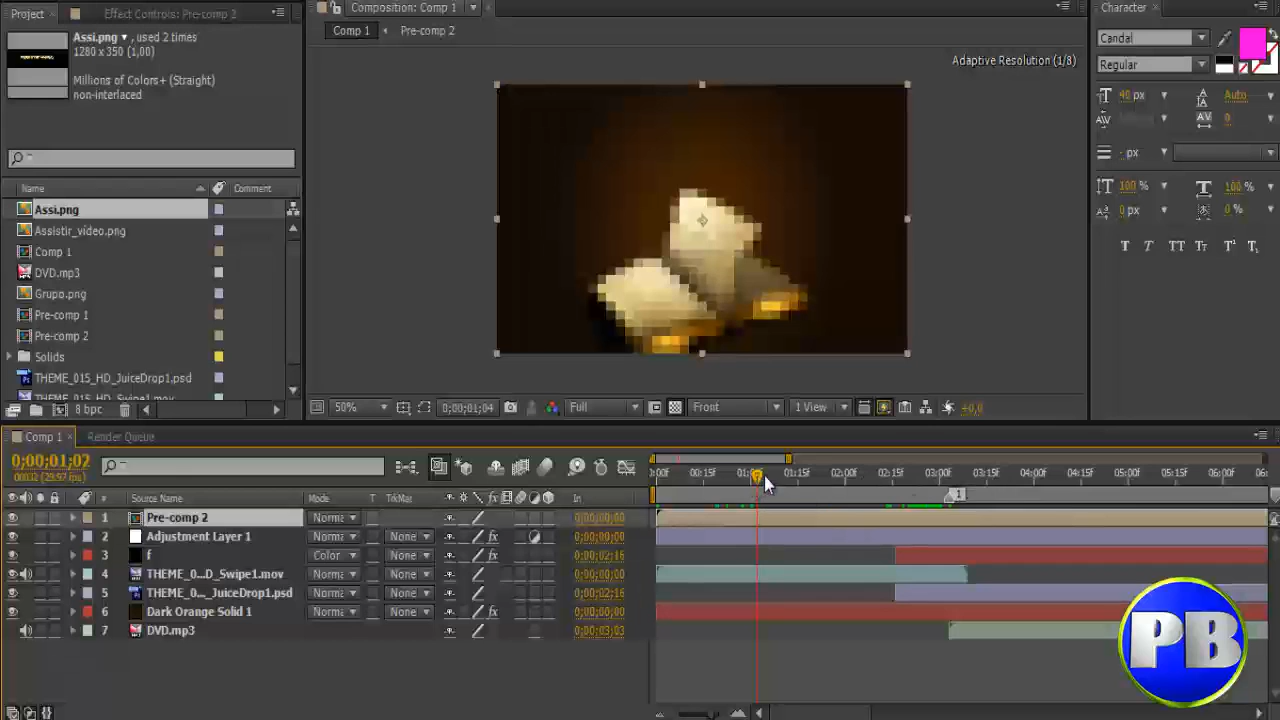 Project
Effect Controls: Pre-comp 2
Assi.png ▾, used 2 times
1280 x 350 (1,00)
Millions of Colors+ (Straight)
non-interlaced
Name
Comment
Assi.png
Assistir_video.png
Comp 1
DVD.mp3
Grupo.png
Pre-comp 1
Pre-comp 2
Solids
THEME_015_HD_JuiceDrop1.psd
THEME_015_HD_Swipe1.mov
8 bpc
Composition: Comp 1
Comp 1
Pre-comp 2
Adaptive Resolution (1/8)
50%
0;00;01;04
Full
Front
1 View
+0,0
Character
Candal
Regular
40 px
Auto
0
- px
100 %
100 %
0 px
0 %
T T TT Tt T' T,
Comp 1
Render Queue
0;00;01;02
00032 (29.97 fps)
:00f 00:15f 01:00f 01:15f 02:00f 02:15f 03:00f 03:15f 04:00f 04:15f 05:00f 05:15f 06:00f
# Source Name Mode T TrkMat In
1 Pre-comp 2 Norma 0;00;00;00
2 Adjustment Layer 1 Norma None 0;00;00;00
3 f Color None 0;00;02;16
4 THEME_0...D_Swipe1.mov Norma None 0;00;00;00
5 THEME_0..._JuiceDrop1.psd Norma None 0;00;02;16
6 Dark Orange Solid 1 Norma None 0;00;00;00
7 DVD.mp3 0;00;03;03
1
PB